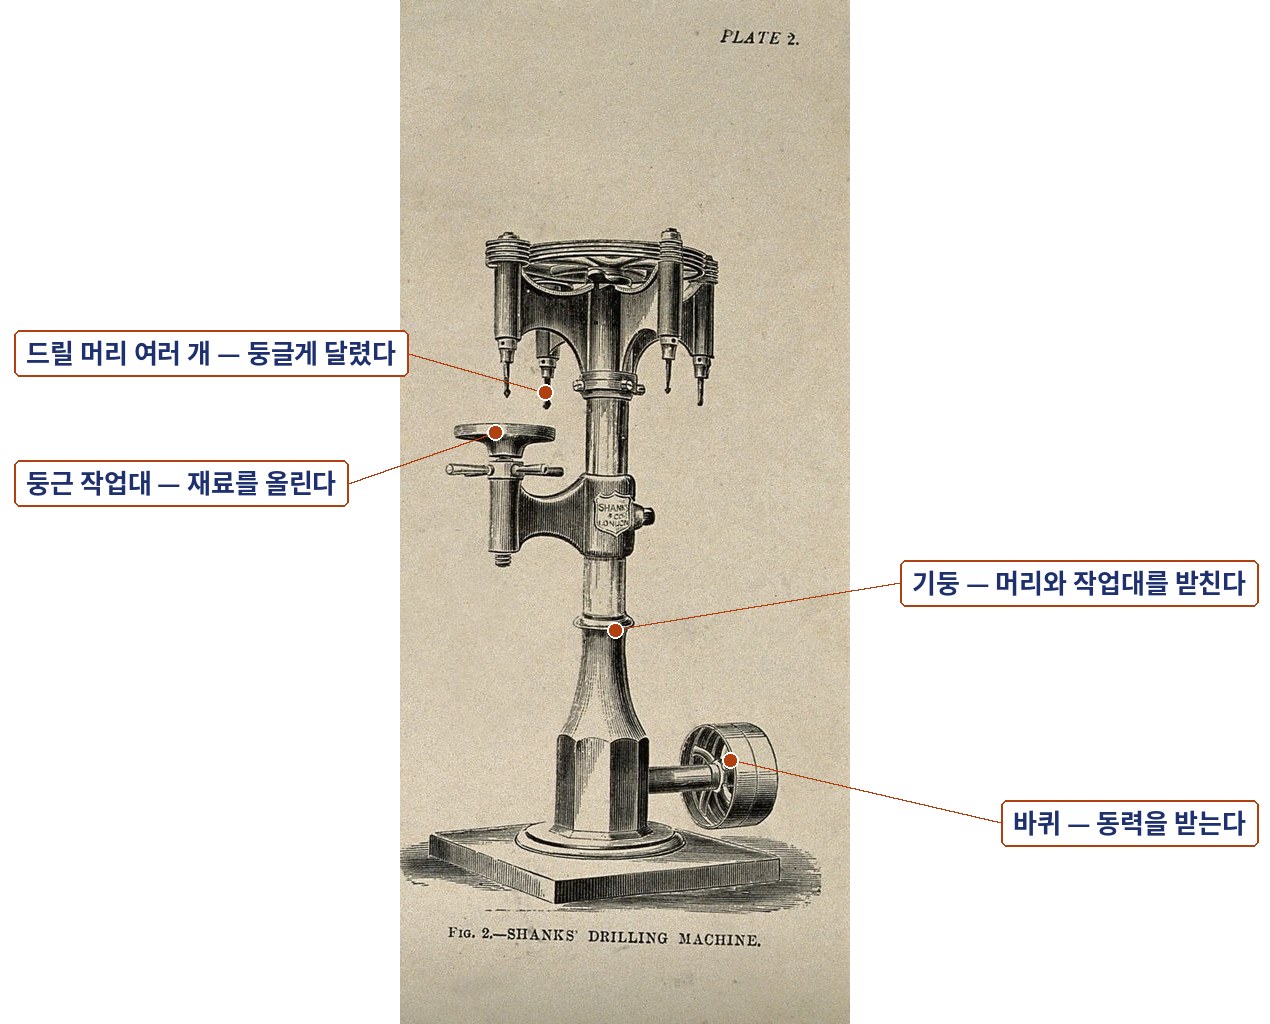 PLATE 2.
드릴 머리 여러 개 — 둥글게 달렸다
둥근 작업대 — 재료를 올린다
SHANKS
& CO
LONDON
기둥 — 머리와 작업대를 받친다
바퀴 — 동력을 받는다
FIG. 2.—SHANKS' DRILLING MACHINE.